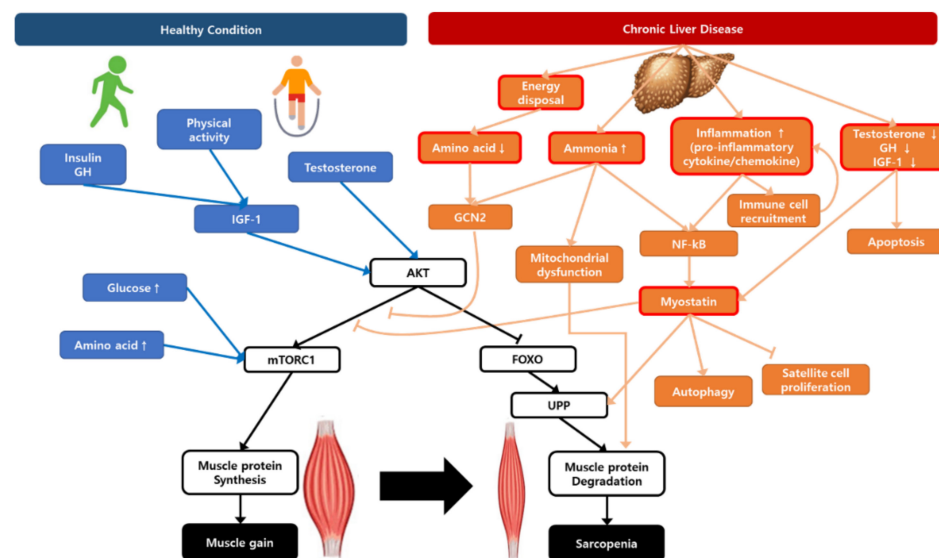 Healthy Condition
Chronic Liver Disease
Physical
activity
Insulin
GH
Testosterone
IGF-1
Glucose ↑
Amino acid ↑
Energy
disposal
Amino acid ↓
Ammonia ↑
Inflammation ↑
(pro-inflammatory
cytokine/chemokine)
Testosterone ↓
GH ↓
IGF-1 ↓
GCN2
Immune cell
recruitment
NF-kB
Mitochondrial
dysfunction
Apoptosis
AKT
Myostatin
mTORC1
FOXO
Autophagy
Satellite cell
proliferation
UPP
Muscle protein
Synthesis
Muscle protein
Degradation
Muscle gain
Sarcopenia